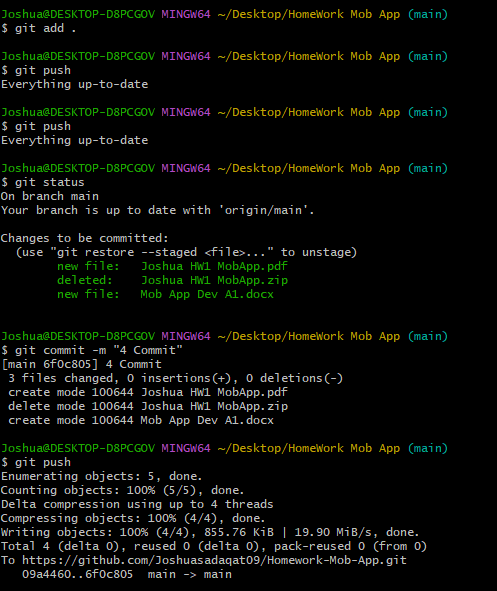 Joshua@DESKTOP-D8PCGOV MINGW64 ~/Desktop/HomeWork Mob App (main)
$ git add .
Joshua@DESKTOP-D8PCGOV MINGW64 ~/Desktop/HomeWork Mob App (main)
$ git push
Everything up-to-date
Joshua@DESKTOP-D8PCGOV MINGW64 ~/Desktop/HomeWork Mob App (main)
$ git push
Everything up-to-date
Joshua@DESKTOP-D8PCGOV MINGW64 ~/Desktop/HomeWork Mob App (main)
$ git status
On branch main
Your branch is up to date with 'origin/main'.
Changes to be committed:
  (use "git restore --staged <file>..." to unstage)
        new file:   Joshua HW1 MobApp.pdf
        deleted:    Joshua HW1 MobApp.zip
        new file:   Mob App Dev A1.docx
Joshua@DESKTOP-D8PCGOV MINGW64 ~/Desktop/HomeWork Mob App (main)
$ git commit -m "4 Commit"
[main 6f0c805] 4 Commit
 3 files changed, 0 insertions(+), 0 deletions(-)
 create mode 100644 Joshua HW1 MobApp.pdf
 delete mode 100644 Joshua HW1 MobApp.zip
 create mode 100644 Mob App Dev A1.docx
Joshua@DESKTOP-D8PCGOV MINGW64 ~/Desktop/HomeWork Mob App (main)
$ git push
Enumerating objects: 5, done.
Counting objects: 100% (5/5), done.
Delta compression using up to 4 threads
Compressing objects: 100% (4/4), done.
Writing objects: 100% (4/4), 855.76 KiB | 19.90 MiB/s, done.
Total 4 (delta 0), reused 0 (delta 0), pack-reused 0 (from 0)
To https://github.com/Joshuasadaqat09/Homework-Mob-App.git
   09a4460..6f0c805  main -> main